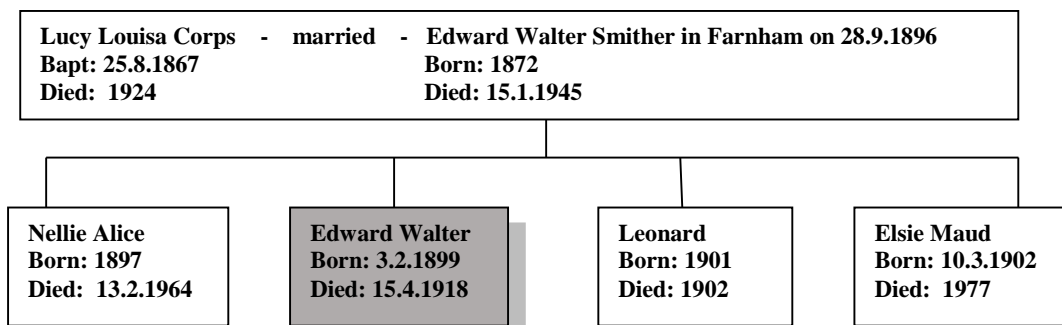 Lucy Louisa Corps - married - Edward Walter Smither in Farnham on 28.9.1896
Bapt: 25.8.1867 Born: 1872
Died: 1924 Died: 15.1.1945
Nellie Alice
Born: 1897
Died: 13.2.1964
Edward Walter
Born: 3.2.1899
Died: 15.4.1918
Leonard
Born: 1901
Died: 1902
Elsie Maud
Born: 10.3.1902
Died: 1977